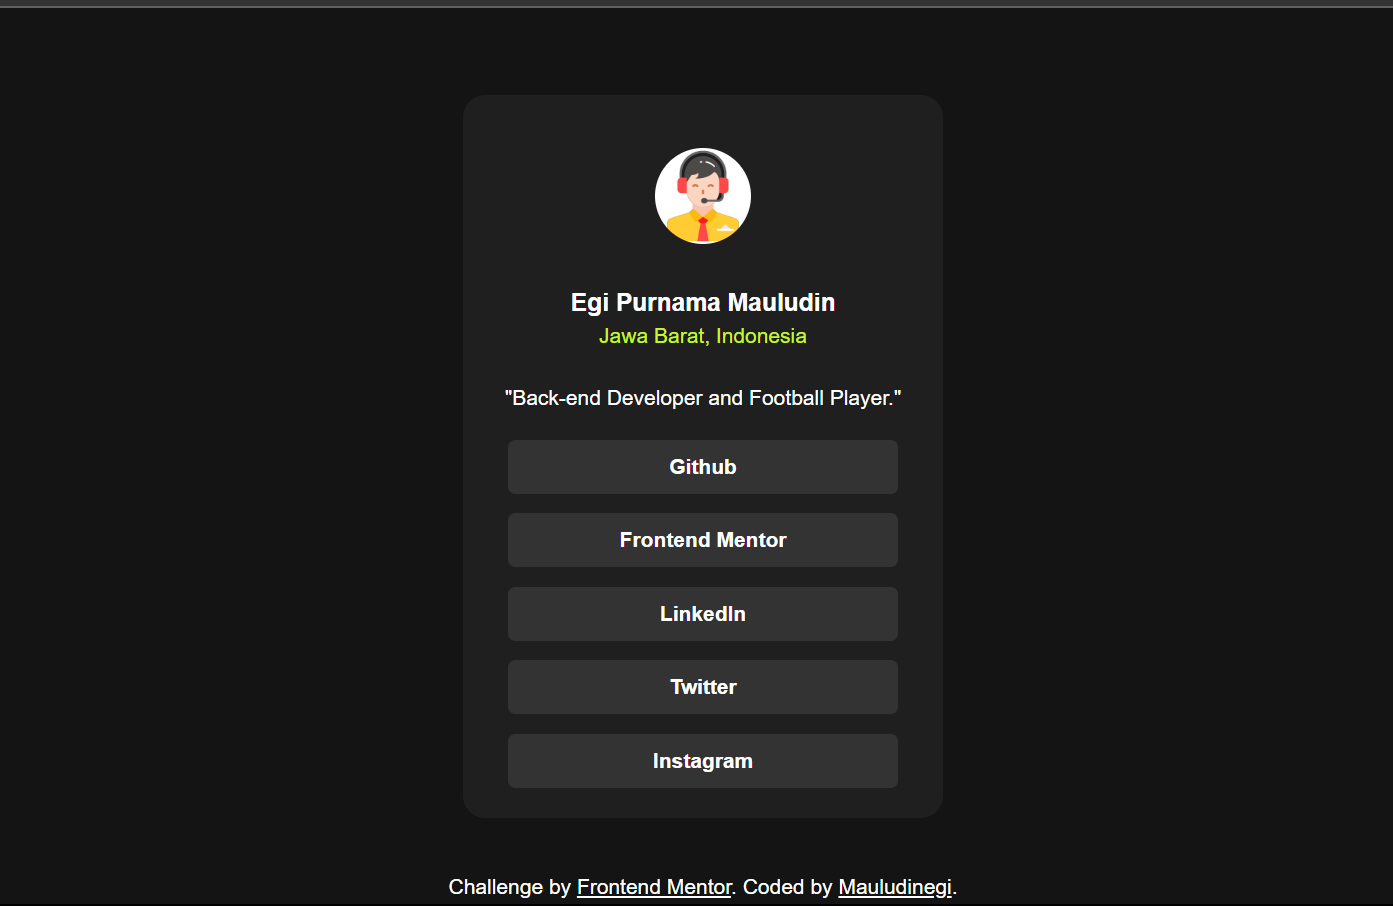 Egi Purnama Mauludin
Jawa Barat, Indonesia
"Back-end Developer and Football Player."
Github
Frontend Mentor
LinkedIn
Twitter
Instagram
Challenge by Frontend Mentor. Coded by Mauludinegi.